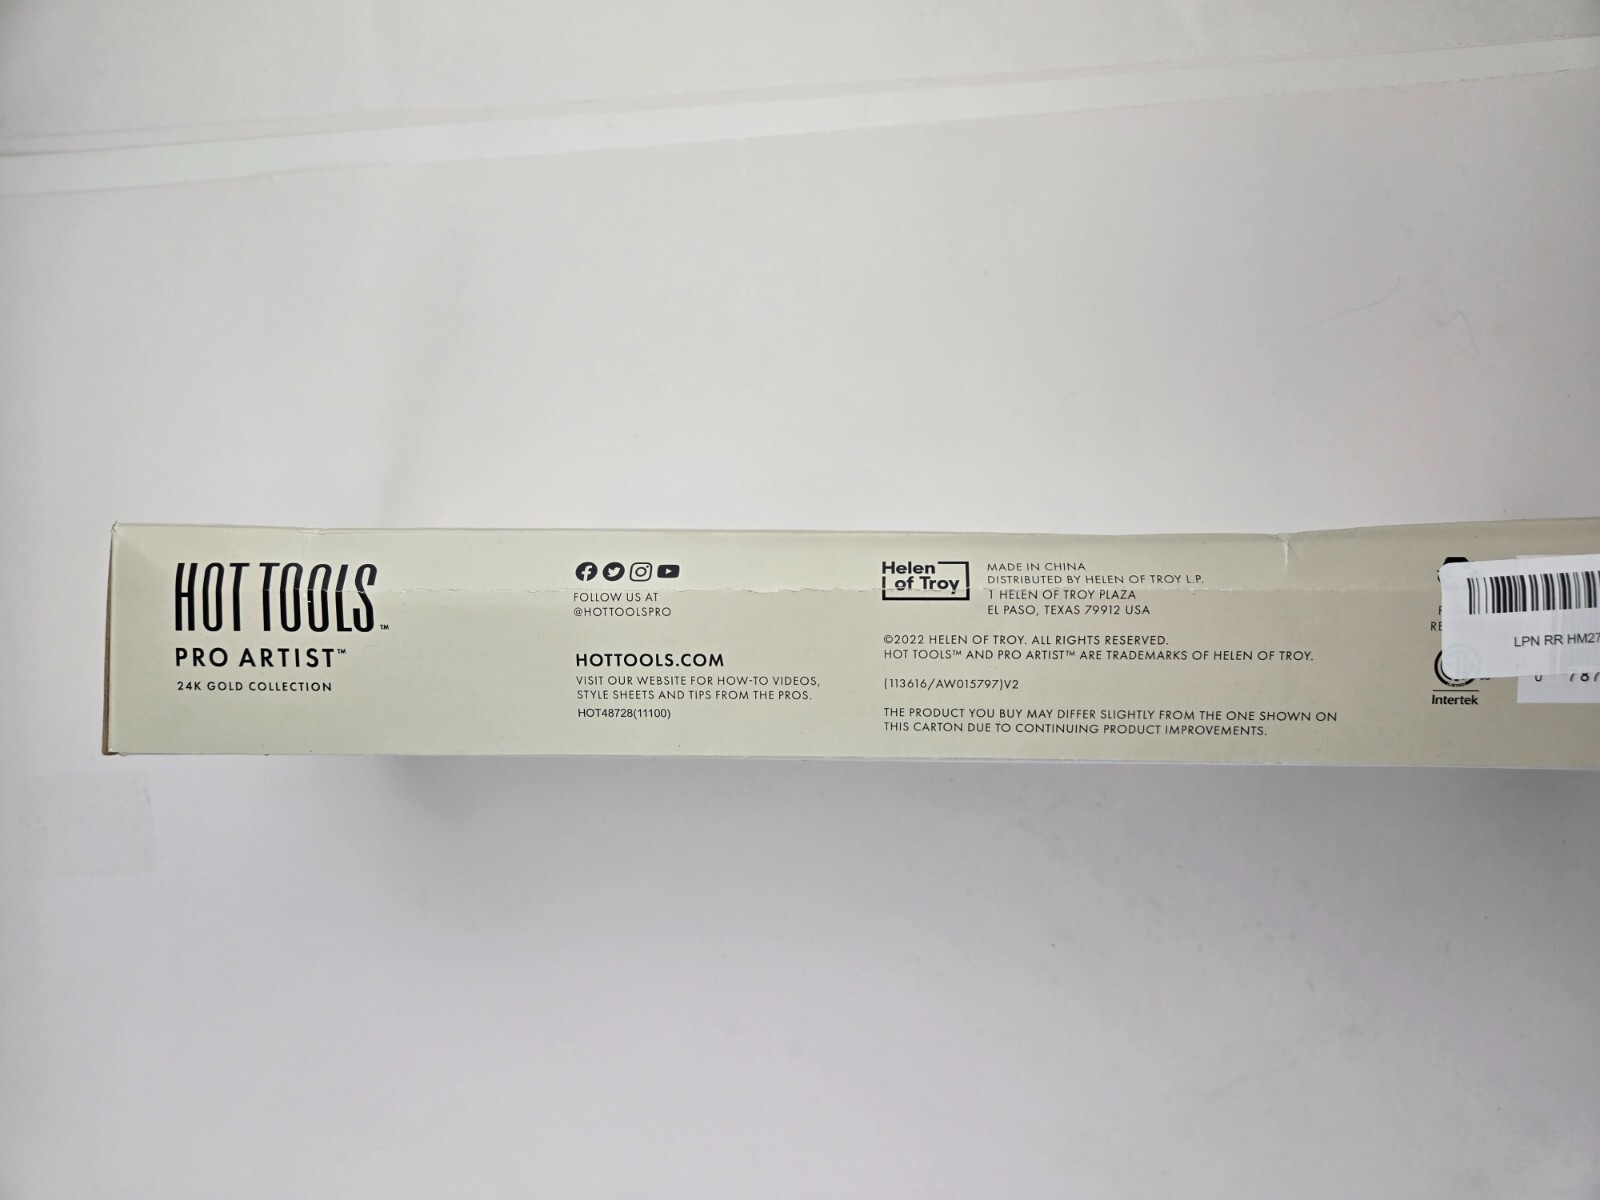 HOT TOOLS™
PRO ARTIST™
24K GOLD COLLECTION
FOLLOW US AT
@HOTTOOLSPRO
HOTTOOLS.COM
VISIT OUR WEBSITE FOR HOW-TO VIDEOS,
STYLE SHEETS AND TIPS FROM THE PROS.
HOT48728(11100)
Helen
of Troy
MADE IN CHINA
DISTRIBUTED BY HELEN OF TROY L.P.
1 HELEN OF TROY PLAZA
EL PASO, TEXAS 79912 USA
©2022 HELEN OF TROY. ALL RIGHTS RESERVED.
HOT TOOLS™ AND PRO ARTIST™ ARE TRADEMARKS OF HELEN OF TROY.
(113616/AW015797)V2
THE PRODUCT YOU BUY MAY DIFFER SLIGHTLY FROM THE ONE SHOWN ON
THIS CARTON DUE TO CONTINUING PRODUCT IMPROVEMENTS.
LPN RR HM27
Intertek